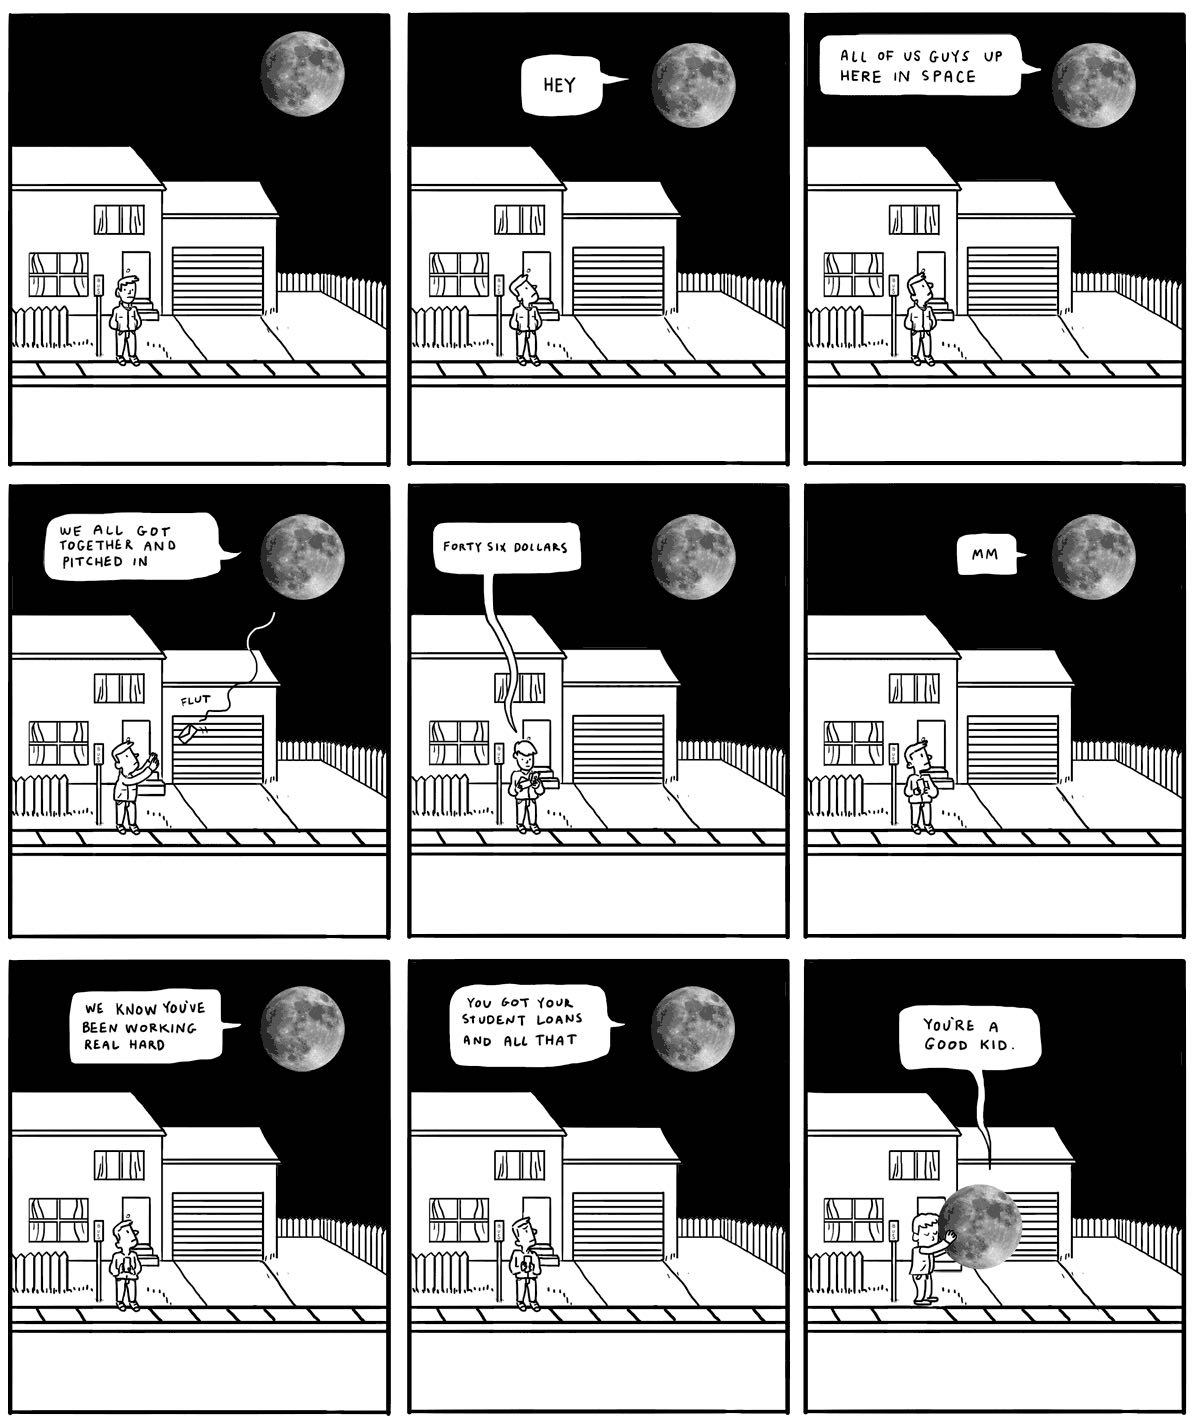 HEY
ALL OF US GUYS UP
HERE IN SPACE
WE ALL GOT
TOGETHER AND
PITCHED IN
FLUT
FORTY SIX DOLLARS
MM
WE KNOW YOU'VE
BEEN WORKING
REAL HARD
YOU GOT YOUR
STUDENT LOANS
AND ALL THAT
YOU'RE A
GOOD KID.